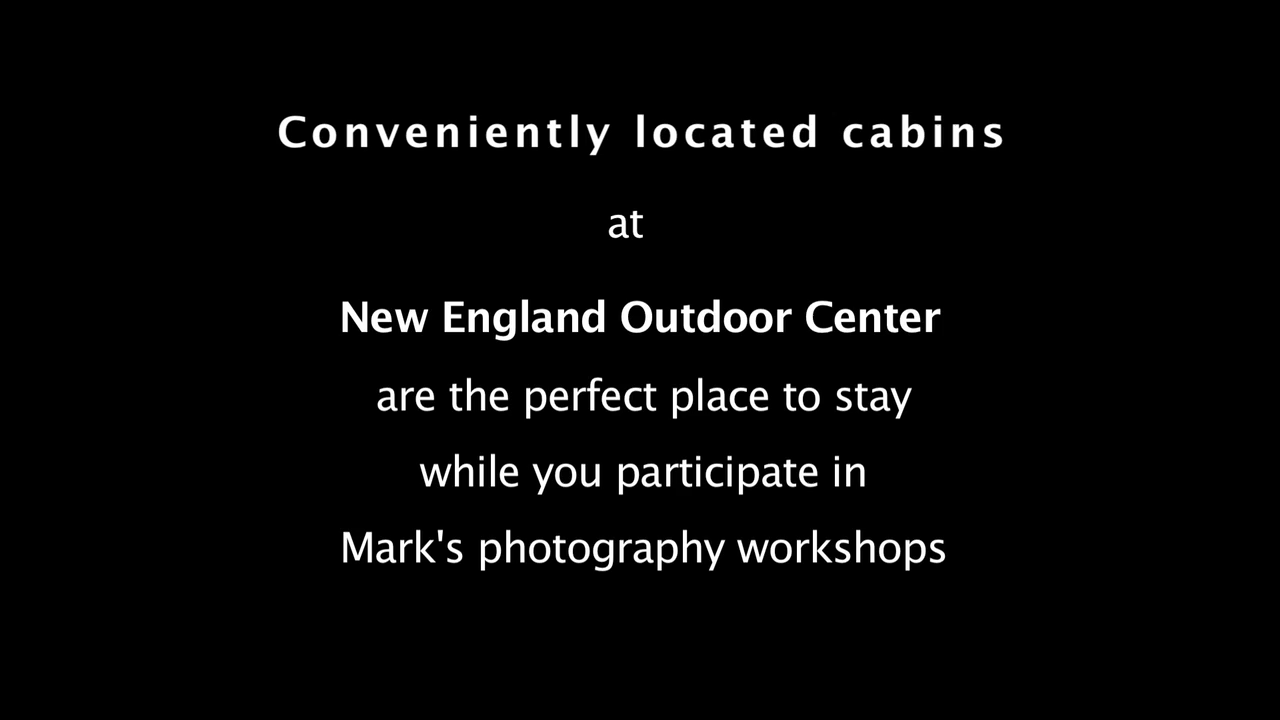 Conveniently located cabins
at
New England Outdoor Center
are the perfect place to stay
while you participate in
Mark's photography workshops